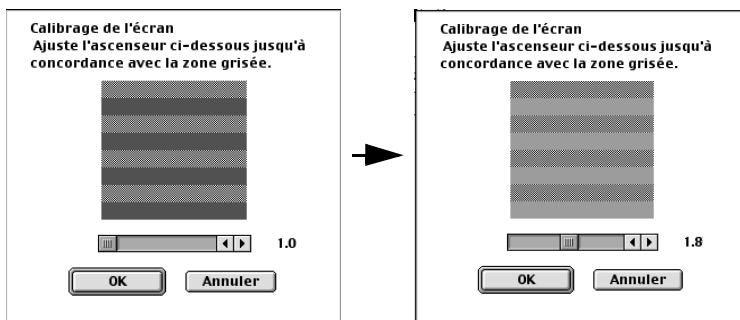 Calibrage de l'écran
Ajuste l'ascenseur ci-dessous jusqu'à
concordance avec la zone grisée.
1.0
OK
Annuler
Calibrage de l'écran
Ajuste l'ascenseur ci-dessous jusqu'à
concordance avec la zone grisée.
1.8
OK
Annuler